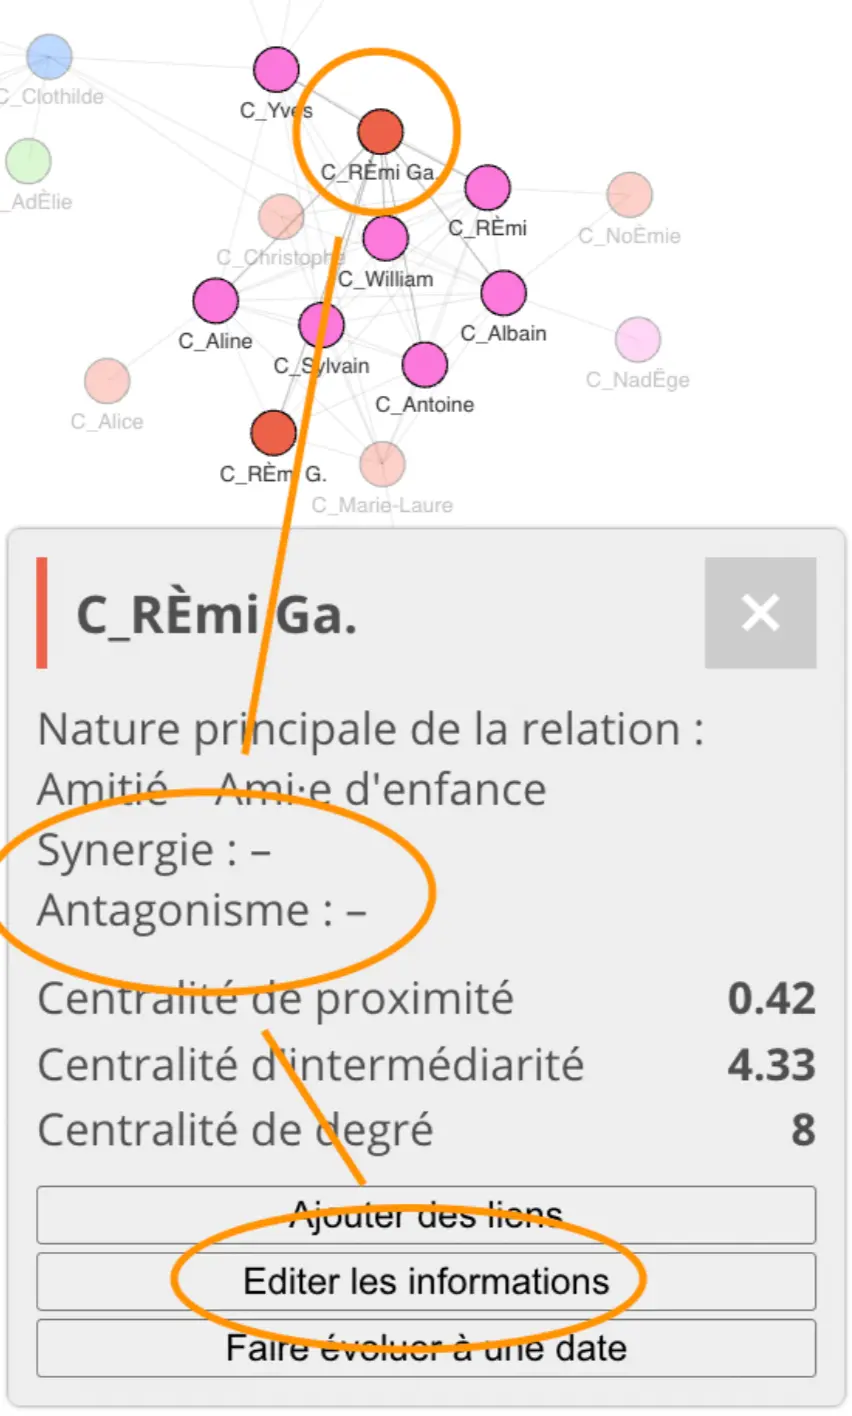 C_Clothilde
C_Yves
C_RÈmi Ga.
_AdÈlie
C_RÈmi
C_NoÈmie
C_Christophe
C_William
C_Aline
C_Albain
C_Sylvain
C_NadËge
C_Antoine
C_Alice
C_RÈmi G.
C_Marie-Laure
C_RÈmi Ga.
×
Nature principale de la relation :
Amitié – Ami·e d'enfance
Synergie : –
Antagonisme : –
Centralité de proximité 0.42
Centralité d'intermédiarité 4.33
Centralité de degré 8
Ajouter des liens
Editer les informations
Faire évoluer à une date